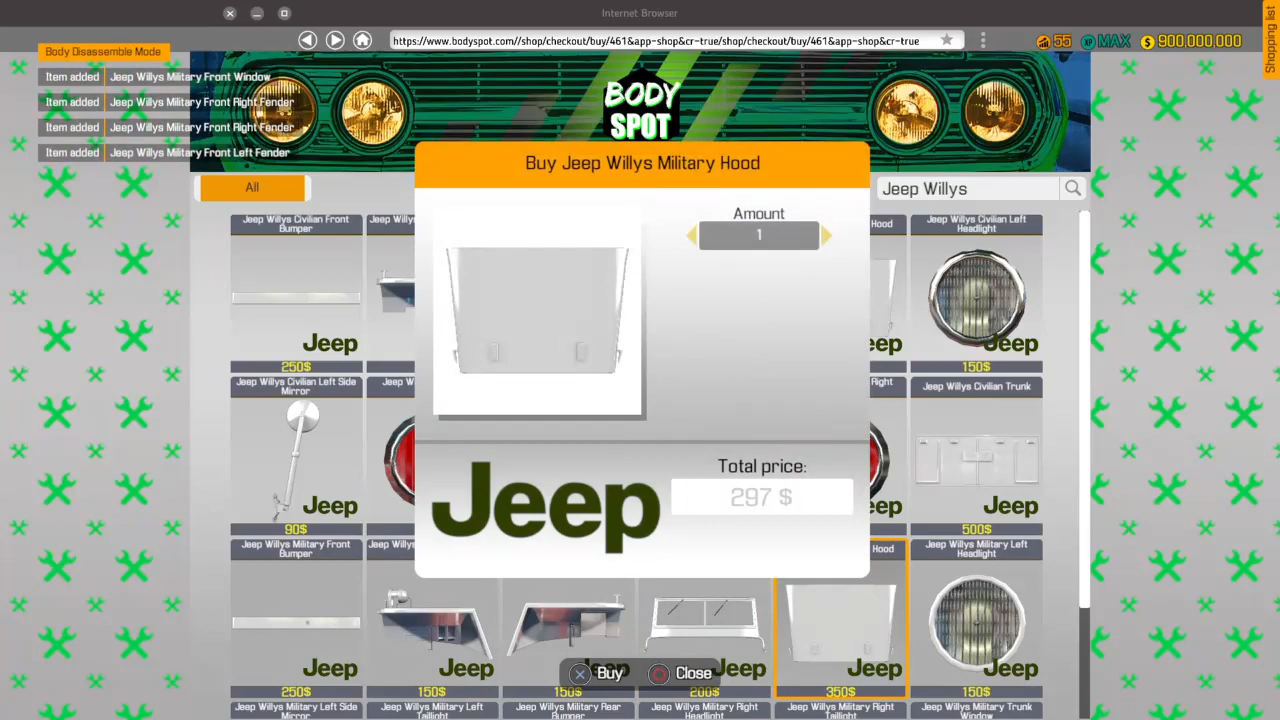 Internet Browser
https://www.bodyspot.com//shop/checkout/buy/461&app-shop&cr-true/shop/checkout/buy/461&app-shop&cr-true
55
XP MAX
$ 900,000,000
Shopping list
Body Disassemble Mode
Item added Jeep Willys Military Front Window
Item added Jeep Willys Military Front Right Fender
Item added Jeep Willys Military Front Right Fender
Item added Jeep Willys Military Front Left Fender
BODY
SPOT
All
Jeep Willys
Buy Jeep Willys Military Hood
Amount
1
Total price:
297 $
Jeep
Jeep Willys Civilian Front
Bumper
Jeep
250$
Hood
Jeep Willys Civilian Left
Headlight
Jeep
150$
Jeep Willys Civilian Left Side
Mirror
Jeep
90$
Right
Jeep Willys Civilian Trunk
Jeep
500$
Jeep Willys Military Front
Bumper
Jeep
250$
Jeep
150$
Jeep
150$
Jeep
200$
Hood
Jeep
350$
Jeep Willys Military Left
Headlight
Jeep
150$
Buy
Close
Jeep Willys Military Left Side
Mirror
Jeep Willys Military Left
Taillight
Jeep Willys Military Rear
Bumper
Jeep Willys Military Right
Headlight
Jeep Willys Military Right
Taillight
Jeep Willys Military Trunk
Window